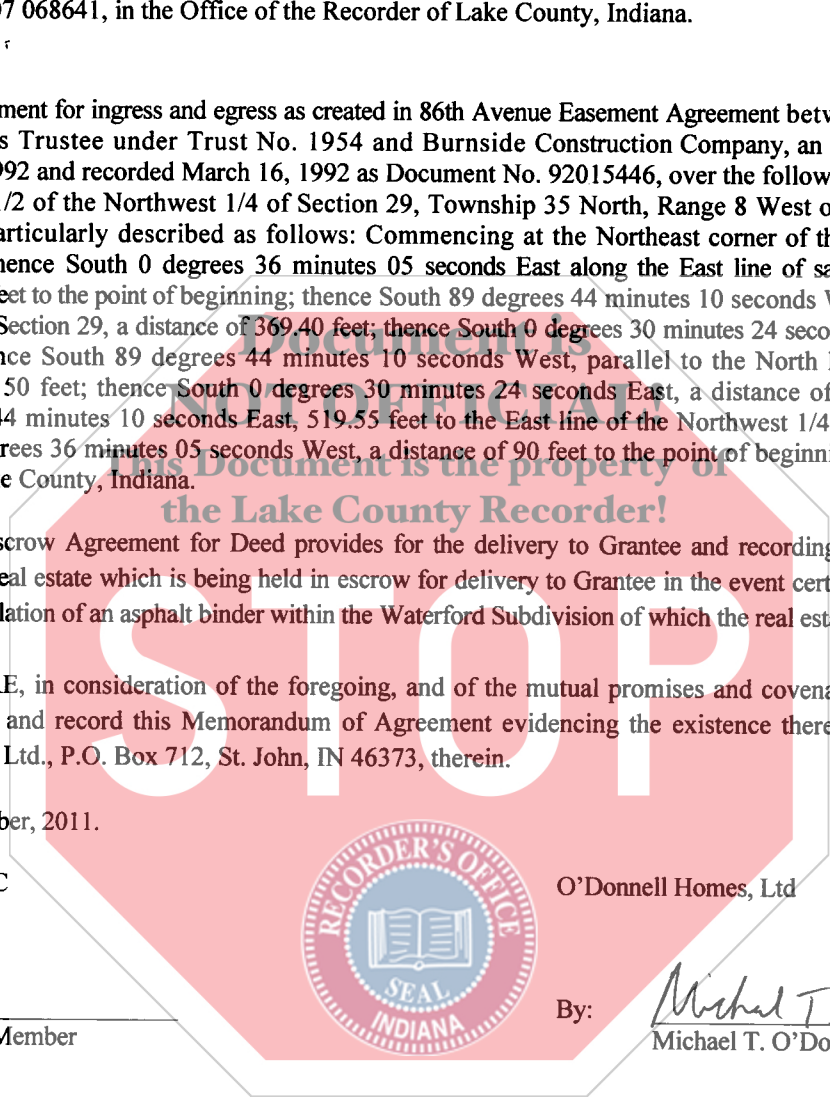 07 068641, in the Office of the Recorder of Lake County, Indiana.
ment for ingress and egress as created in 86th Avenue Easement Agreement betw
s Trustee under Trust No. 1954 and Burnside Construction Company, an
992 and recorded March 16, 1992 as Document No. 92015446, over the follow
1/2 of the Northwest 1/4 of Section 29, Township 35 North, Range 8 West o
articularly described as follows: Commencing at the Northeast corner of th
hence South 0 degrees 36 minutes 05 seconds East along the East line of sa
eet to the point of beginning; thence South 89 degrees 44 minutes 10 seconds W
Section 29, a distance of 369.40 feet; thence South 0 degrees 30 minutes 24 seco
Document is
nce South 89 degrees 44 minutes 10 seconds West, parallel to the North
50 feet; thence South 0 degrees 30 minutes 24 seconds East, a distance of
NOT OFFICIAL!
44 minutes 10 seconds East, 519.55 feet to the East line of the Northwest 1/4
rees 36 minutes 05 seconds West, a distance of 90 feet to the point of beginni
This Document is the property of
e County, Indiana.
the Lake County Recorder!
scrow Agreement for Deed provides for the delivery to Grantee and recording
eal estate which is being held in escrow for delivery to Grantee in the event cert
lation of an asphalt binder within the Waterford Subdivision of which the real est
STOP
E, in consideration of the foregoing, and of the mutual promises and covena
and record this Memorandum of Agreement evidencing the existence there
Ltd., P.O. Box 712, St. John, IN 46373, therein.
ber, 2011.
C
O'Donnell Homes, Ltd
RECORDER'S OFFICE
SEAL
INDIANA
By:
Michael T.
Member
Michael T. O'Do